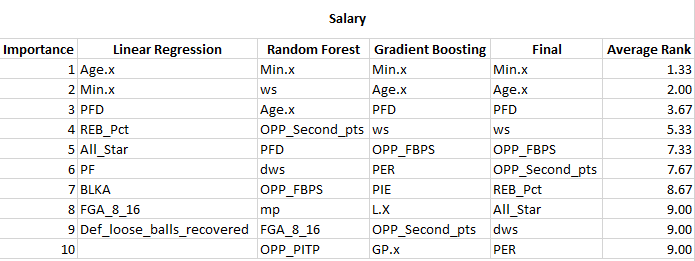 Salary
Importance Linear Regression Random Forest Gradient Boosting Final Average Rank
1 Age.x Min.x Min.x Min.x 1.33
2 Min.x ws Age.x Age.x 2.00
3 PFD Age.x PFD PFD 3.67
4 REB_Pct OPP_Second_pts ws ws 5.33
5 All_Star PFD OPP_FBPS OPP_FBPS 7.33
6 PF dws PER OPP_Second_pts 7.67
7 BLKA OPP_FBPS PIE REB_Pct 8.67
8 FGA_8_16 mp L.X All_Star 9.00
9 Def_loose_balls_recovered FGA_8_16 OPP_Second_pts dws 9.00
10 OPP_PITP GP.x PER 9.00